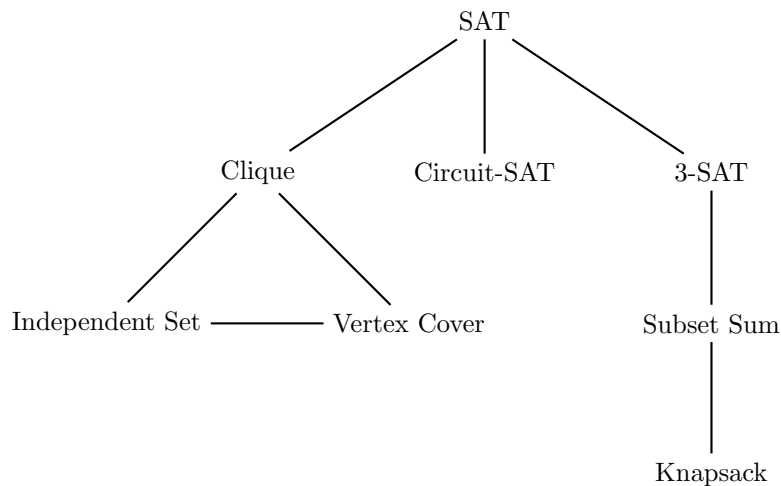 SAT
Clique
Circuit-SAT
3-SAT
Independent Set
Vertex Cover
Subset Sum
Knapsack